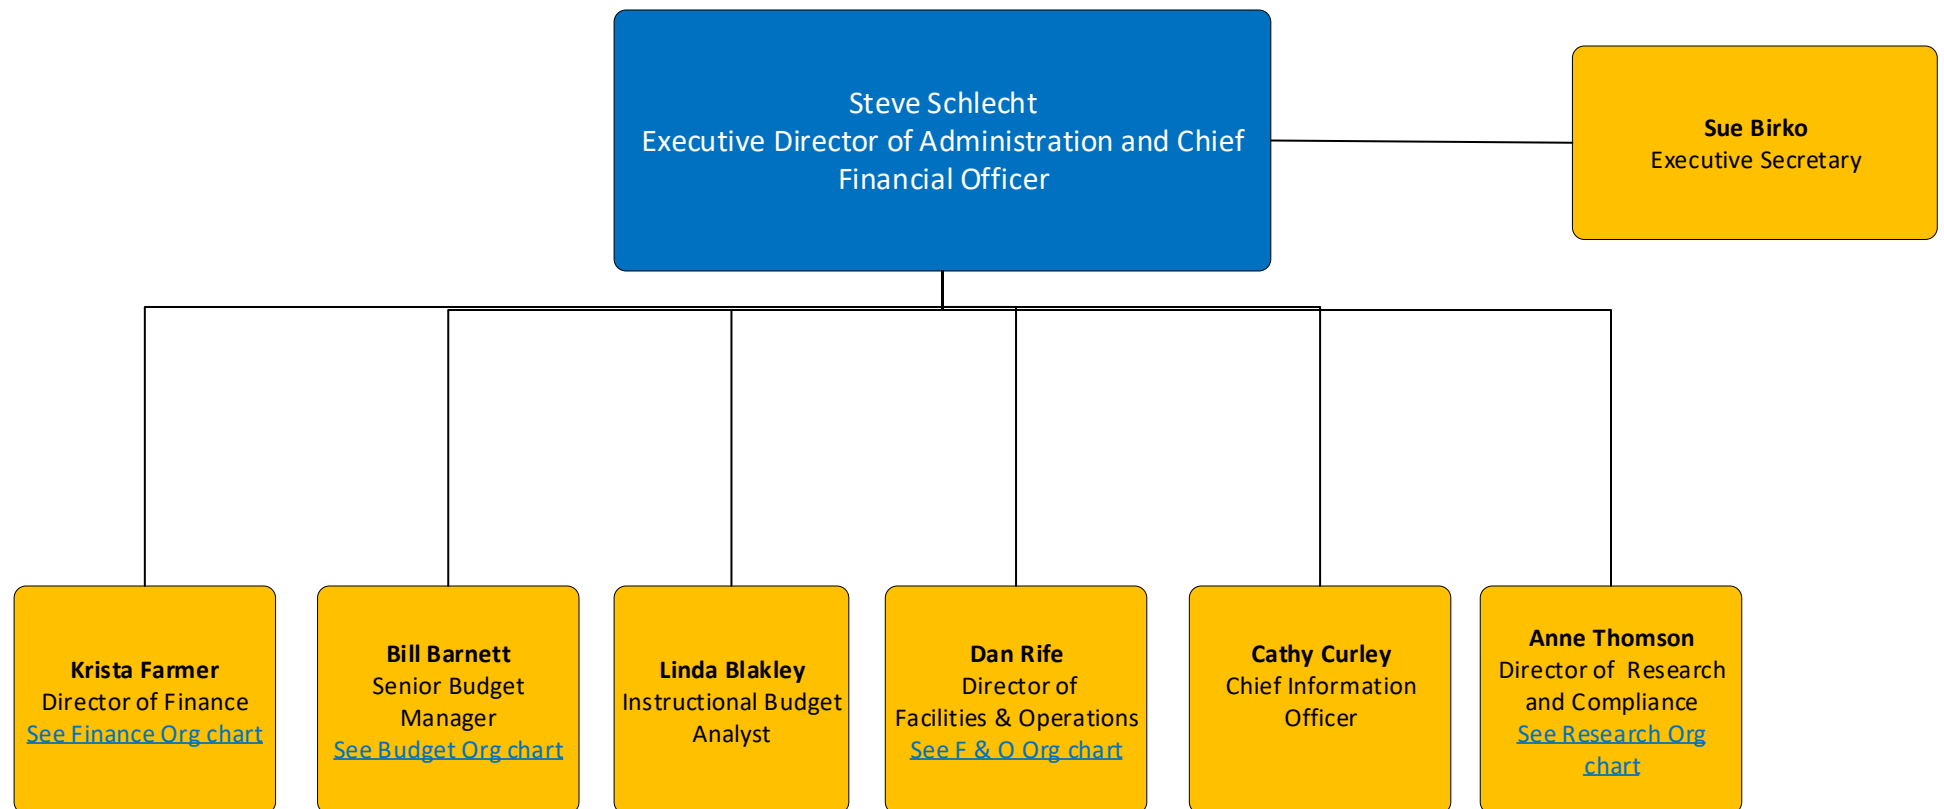 Steve Schlecht
Executive Director of Administration and Chief
Financial Officer
Sue Birko
Executive Secretary
Krista Farmer
Director of Finance
See Finance Org chart
Bill Barnett
Senior Budget
Manager
See Budget Org chart
Linda Blakley
Instructional Budget
Analyst
Dan Rife
Director of
Facilities & Operations
See F & O Org chart
Cathy Curley
Chief Information
Officer
Anne Thomson
Director of  Research
and Compliance
See Research Org
chart